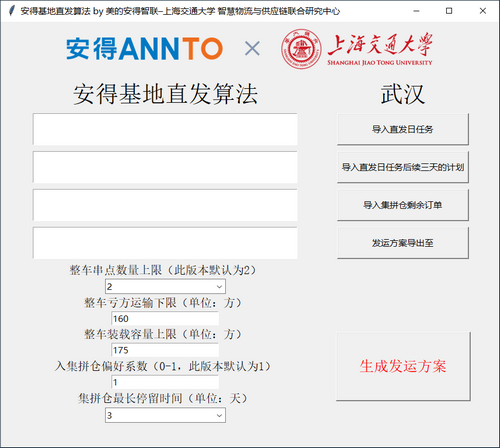 安得基地直发算法 by 美的安得智联–上海交通大学 智慧物流与供应链联合研究中心
安得ANNTO × 上海交通大学
SHANGHAI JIAO TONG UNIVERSITY
安得基地直发算法
武汉
导入直发日任务
导入直发日任务后续三天的计划
导入集拼仓剩余订单
发运方案导出至
整车串点数量上限（此版本默认为2）
2
整车亏方运输下限（单位：方）
160
整车装载容量上限（单位：方）
175
入集拼仓偏好系数（0-1，此版本默认为1）
1
集拼仓最长停留时间（单位：天）
3
生成发运方案